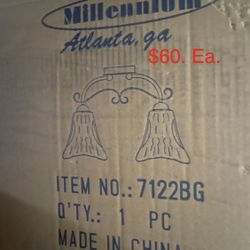 Millennium
Atlanta, ga
$60. Ea.
ITEM NO.: 7122BG
Q'TY.: 1 PC
MADE IN CHINA